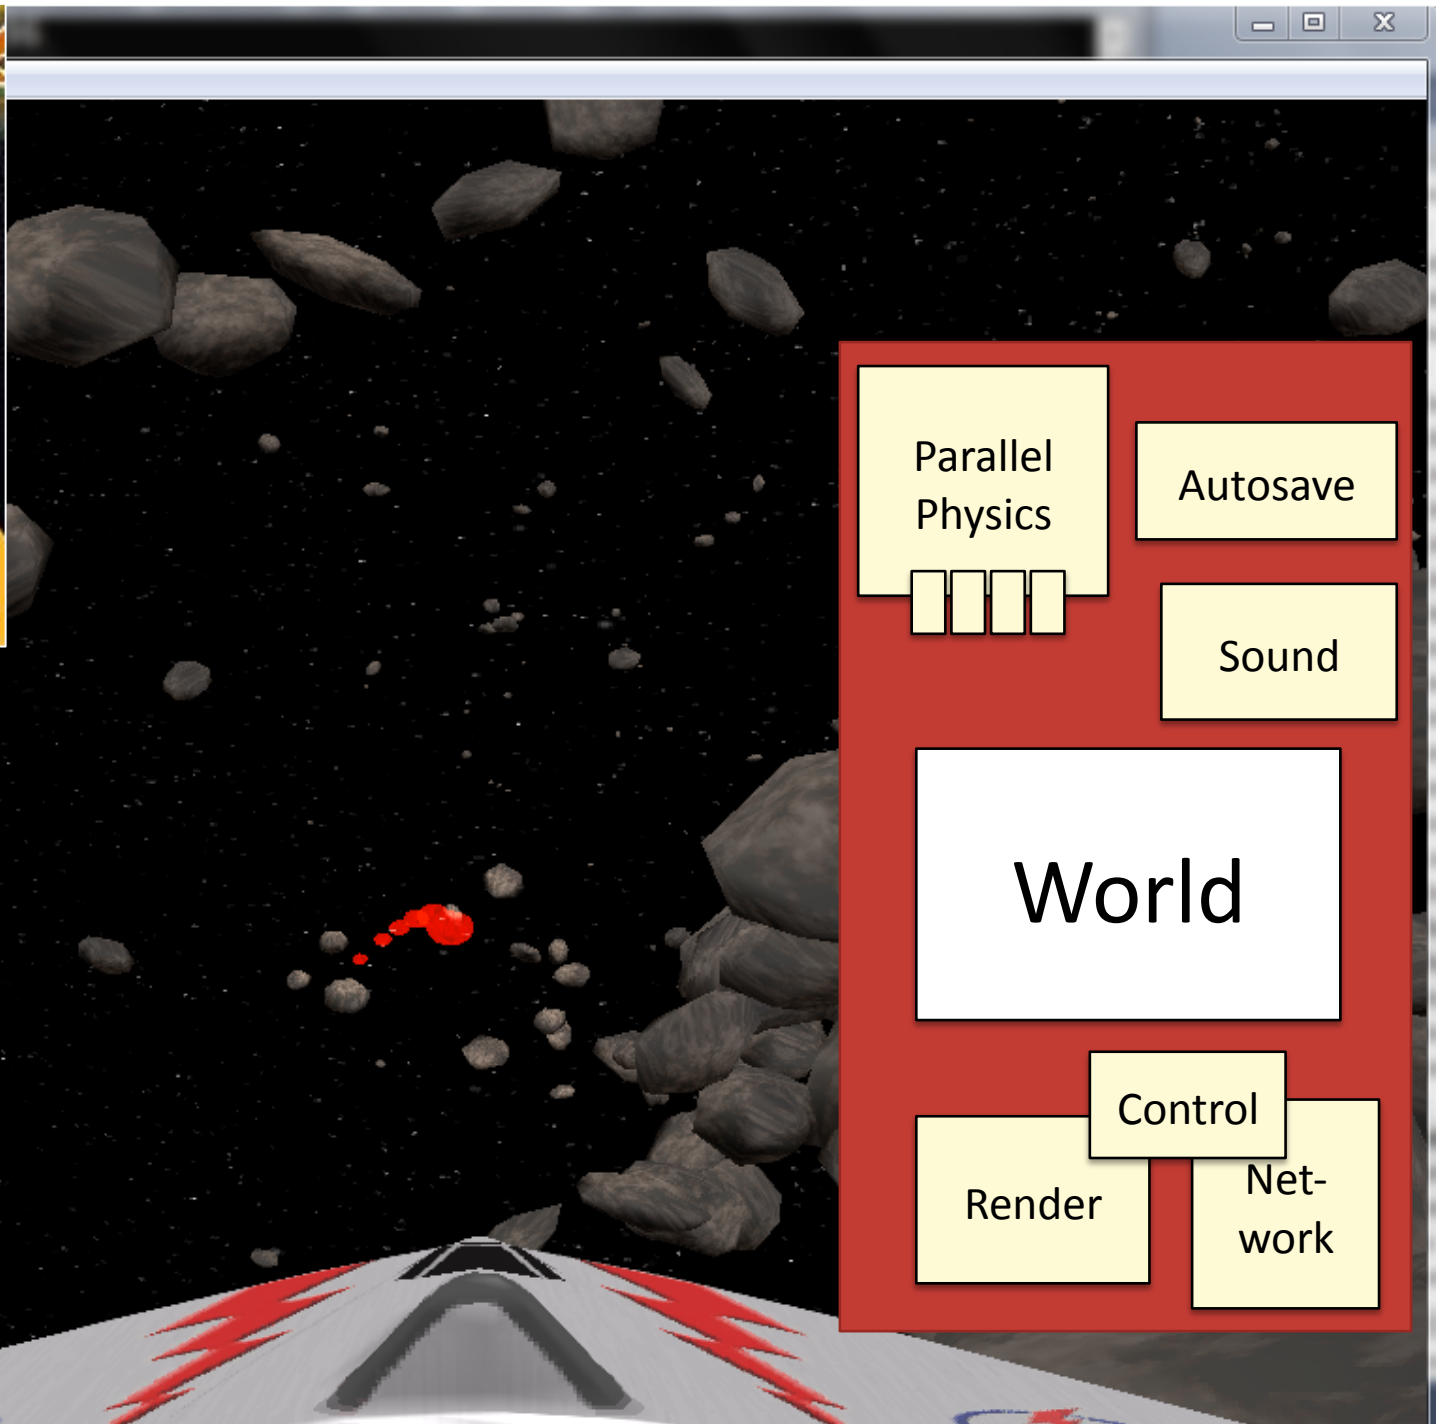 Parallel
Physics
Autosave
Sound
World
Control
Render
Net-
work